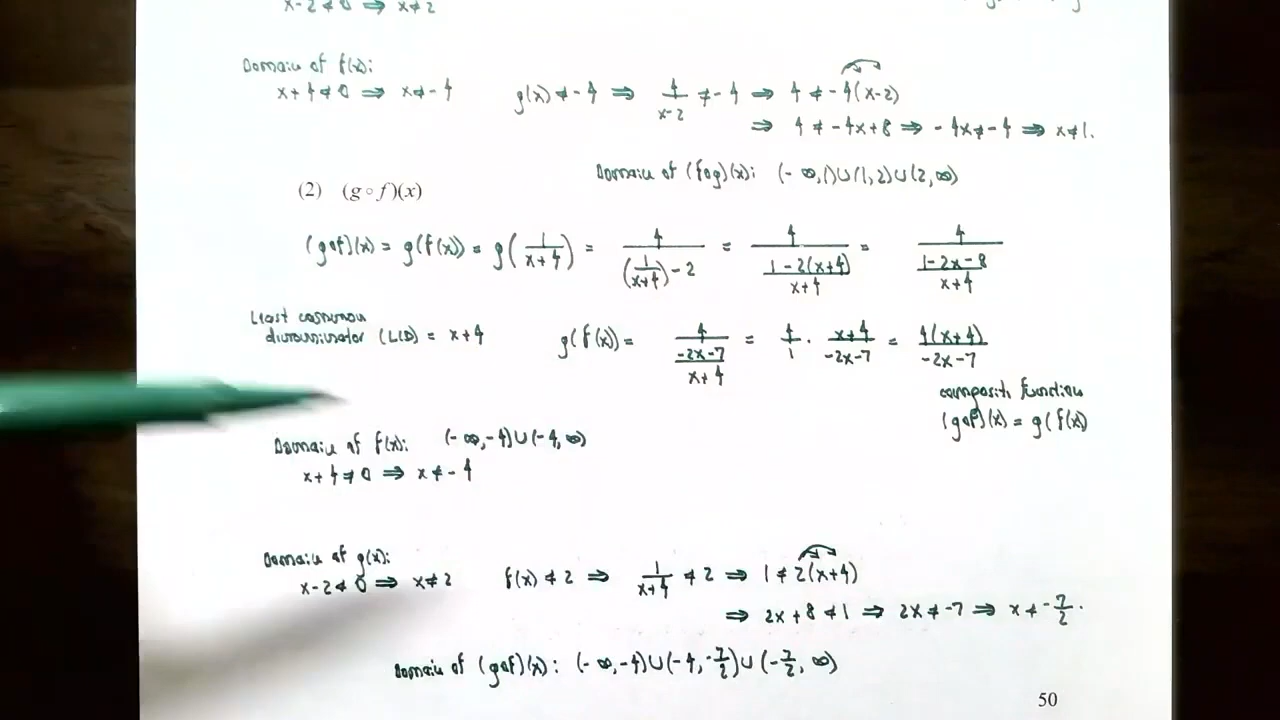 x-2≠0 ⇒ x≠2
Domain of f(x):
x+4≠0 ⇒ x≠-4 g(x)≠-4 ⇒ 4/(x-2) ≠ -4 ⇒ 4≠-4(x-2)
⇒ 4≠-4x+8 ⇒ -4x≠-4 ⇒ x≠1.
Domain of (f∘g)(x): (-∞,1)∪(1,2)∪(2,∞)
(2) (g∘f)(x)
(g∘f)(x) = g(f(x)) = g(1/(x+4)) = 4/((1/(x+4))-2) = 4/((1-2(x+4))/(x+4)) = 4/((1-2x-8)/(x+4))
Least common
denominator (LCD) = x+4 g(f(x)) = 4/((-2x-7)/(x+4)) = 4/1 · (x+4)/(-2x-7) = 4(x+4)/(-2x-7)
composite function
(g∘f)(x) = g(f(x)
Domain of f(x): (-∞,-4)∪(-4,∞)
x+4≠0 ⇒ x≠-4
Domain of g(x):
x-2≠0 ⇒ x≠2 f(x)≠2 ⇒ 1/(x+4) ≠2 ⇒ 1≠2(x+4)
⇒ 2x+8≠1 ⇒ 2x≠-7 ⇒ x≠-7/2.
Domain of (g∘f)(x): (-∞,-4)∪(-4,-7/2)∪(-7/2,∞)
50